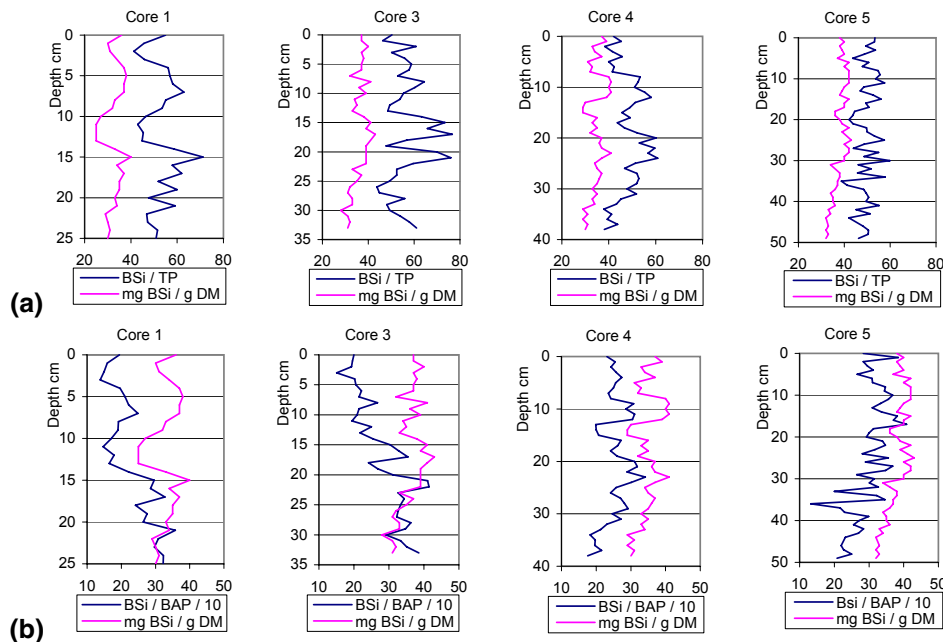 Core 1 Core 3 Core 4 Core 5
Depth cm
0
5
10
15
20
25
20 40 60 80
BSi / TP
mg BSi / g DM
Depth cm
0
5
10
15
20
25
30
33
20 40 60 80
BSi / TP
mg BSi / g DM
Depth cm
0
10
20
30
40
20 40 60 80
BSi / TP
mg BSi / g DM
Depth cm
0
10
20
30
40
50
20 40 60 80
BSi / TP
mg BSi / g DM
(a)
Core 1 Core 3 Core 4 Core 5
Depth cm
0
5
10
15
20
25
10 20 30 40 50
BSi / BAP / 10
mg BSi / g DM
Depth cm
0
5
10
15
20
25
30
33
10 20 30 40 50
BSi / BAP / 10
mg BSi / g DM
Depth cm
0
10
20
30
40
10 20 30 40 50
BSi / BAP / 10
mg BSi / g DM
Depth cm
0
10
20
30
40
50
10 20 30 40 50
Bsi / BAP / 10
mg BSi / g DM
(b)